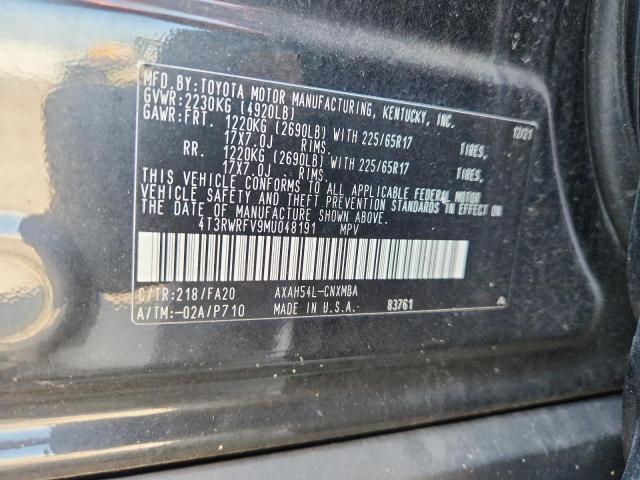 MFD.BY:TOYOTA MOTOR MANUFACTURING, KENTUCKY, INC.
GVWR:2230KG (4920LB) 12/21
GAWR:FRT. 1220KG (2690LB) WITH 225/65R17 TIRES,
17X7.0J RIMS,
RR. 1220KG (2690LB) WITH 225/65R17 TIRES,
17X7.0J RIMS.
THIS VEHICLE CONFORMS TO ALL APPLICABLE FEDERAL MOTOR
VEHICLE SAFETY AND THEFT PREVENTION STANDARDS IN EFFECT ON
THE DATE OF MANUFACTURE SHOWN ABOVE.
4T3RWRFV9MU048191 MPV
C/TR:218/FA20 AXAH54L-CNXMBA
A/TM:-02A/P710 MADE IN U.S.A. 83761